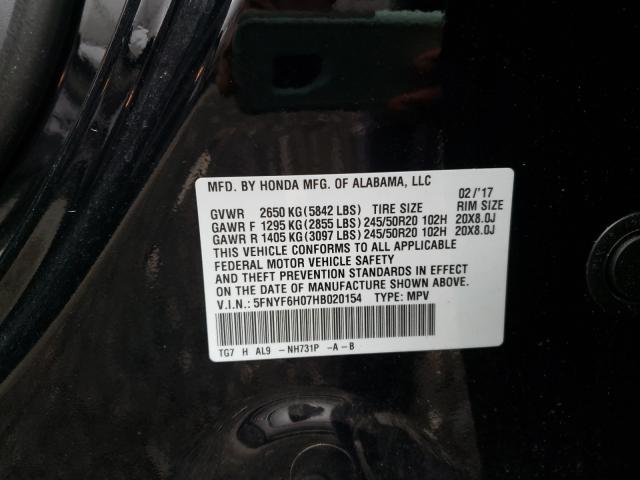 MFD. BY HONDA MFG. OF ALABAMA, LLC 02/'17
GVWR 2650 KG (5842 LBS) TIRE SIZE RIM SIZE
GAWR F 1295 KG (2855 LBS) 245/50R20 102H 20X8.0J
GAWR R 1405 KG (3097 LBS) 245/50R20 102H 20X8.0J
THIS VEHICLE CONFORMS TO ALL APPLICABLE
FEDERAL MOTOR VEHICLE SAFETY
AND THEFT PREVENTION STANDARDS IN EFFECT
ON THE DATE OF MANUFACTURE SHOWN ABOVE.
V.I.N.: 5FNYF6H07HB020154 TYPE: MPV
TG7 H AL9 -NH731P -A-B